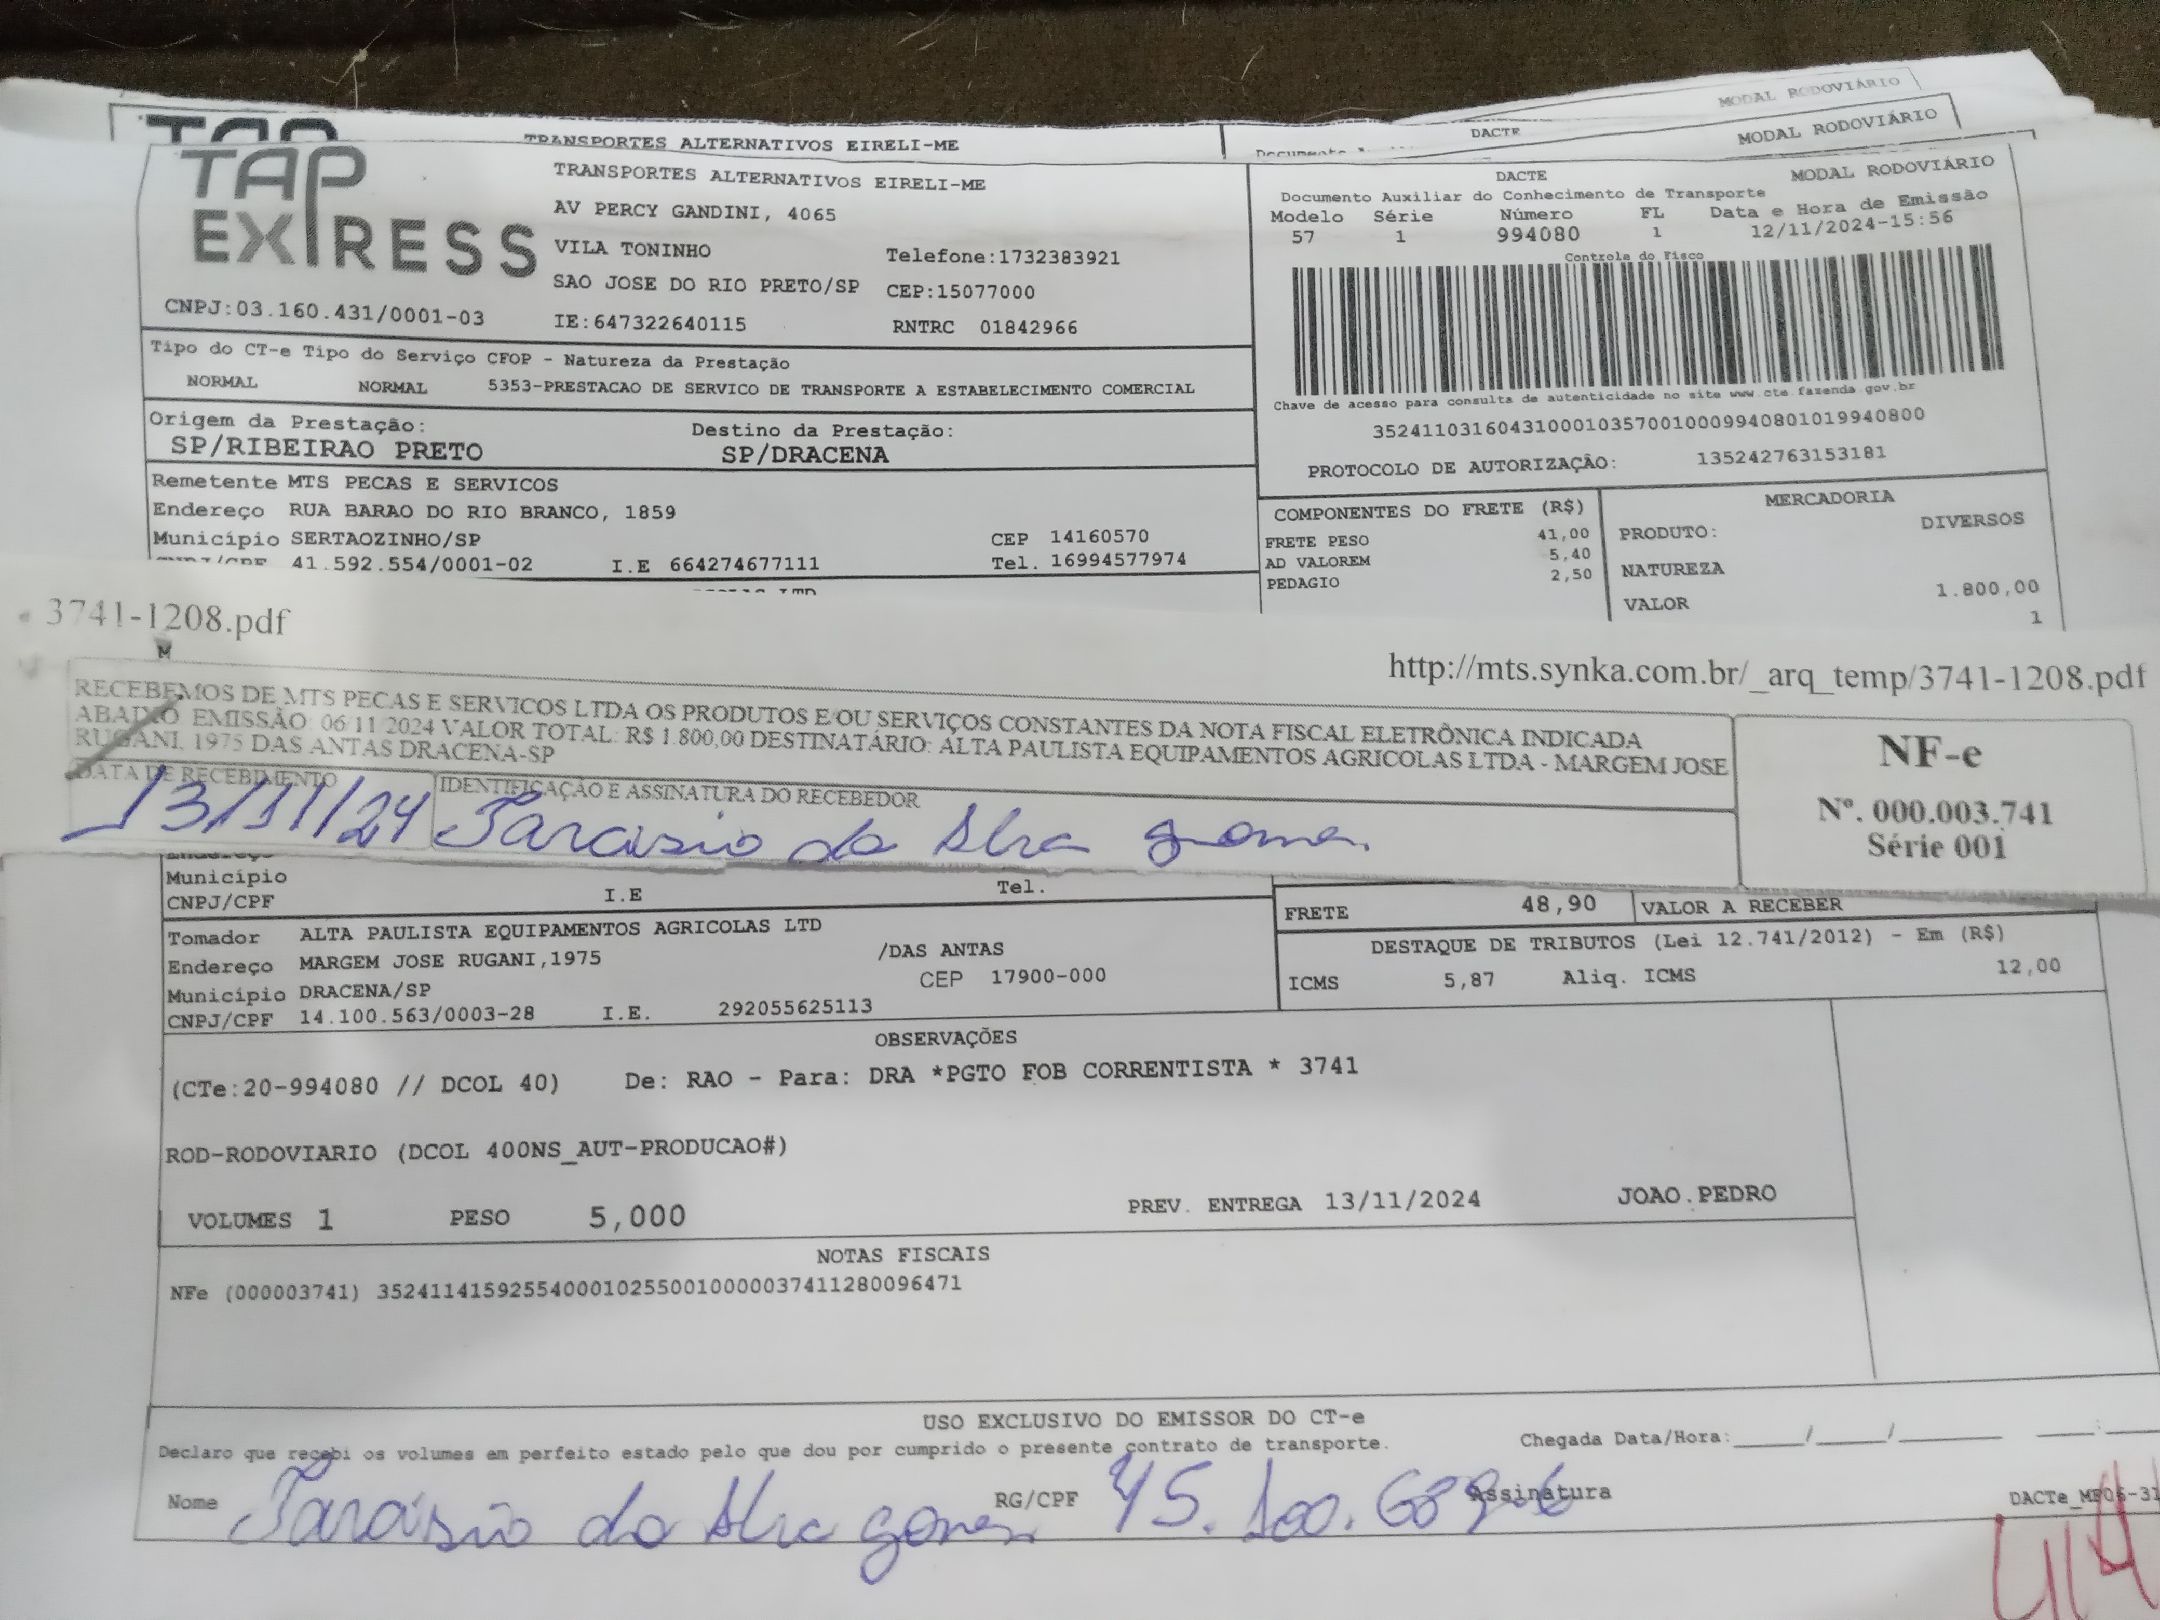 MODAL RODOVIÁRIO
DACTE MODAL RODOVIÁRIO
TRANSPORTES ALTERNATIVOS EIRELI-ME
TAP EXPRESS
TRANSPORTES ALTERNATIVOS EIRELI-ME
AV PERCY GANDINI, 4065
VILA TONINHO Telefone:1732383921
SAO JOSE DO RIO PRETO/SP CEP:15077000
CNPJ:03.160.431/0001-03 IE:647322640115 RNTRC 01842966
DACTE MODAL RODOVIÁRIO
Documento Auxiliar do Conhecimento de Transporte
Modelo Série Número FL Data e Hora de Emissão
57 1 994080 1 12/11/2024-15:56
Controle do Fisco
Chave de acesso para consulta de autenticidade no site www.cte.fazenda.gov.br
35241103160431000103570010009940801019940800
PROTOCOLO DE AUTORIZAÇÃO: 135242763153181
Tipo do CT-e Tipo do Serviço CFOP - Natureza da Prestação
NORMAL NORMAL 5353-PRESTACAO DE SERVICO DE TRANSPORTE A ESTABELECIMENTO COMERCIAL
Origem da Prestação: Destino da Prestação:
SP/RIBEIRAO PRETO SP/DRACENA
Remetente MTS PECAS E SERVICOS
Endereço RUA BARAO DO RIO BRANCO, 1859
Município SERTAOZINHO/SP CEP 14160570
CNPJ/CPF 41.592.554/0001-02 I.E 664274677111 Tel. 16994577974
COMPONENTES DO FRETE (R$)
FRETE PESO 41,00
AD VALOREM 5,40
PEDAGIO 2,50
MERCADORIA
PRODUTO: DIVERSOS
NATUREZA
VALOR 1.800,00
1
3741-1208.pdf
http://mts.synka.com.br/_arq_temp/3741-1208.pdf
RECEBEMOS DE MTS PECAS E SERVICOS LTDA OS PRODUTOS E/OU SERVIÇOS CONSTANTES DA NOTA FISCAL ELETRÔNICA INDICADA
ABAIXO. EMISSÃO: 06/11/2024 VALOR TOTAL: R$ 1.800,00 DESTINATÁRIO: ALTA PAULISTA EQUIPAMENTOS AGRICOLAS LTDA - MARGEM JOSE
RUGANI, 1975 DAS ANTAS DRACENA-SP
DATA DE RECEBIMENTO IDENTIFICAÇÃO E ASSINATURA DO RECEBEDOR
13/11/24 Tarcisio da Silva Gomes
NF-e
Nº. 000.003.741
Série 001
Endereço
Município
CNPJ/CPF I.E Tel.
FRETE 48,90 VALOR A RECEBER
Tomador ALTA PAULISTA EQUIPAMENTOS AGRICOLAS LTD
Endereço MARGEM JOSE RUGANI,1975 /DAS ANTAS
Município DRACENA/SP CEP 17900-000
CNPJ/CPF 14.100.563/0003-28 I.E. 292055625113
DESTAQUE DE TRIBUTOS (Lei 12.741/2012) - Em (R$)
ICMS 5,87 Aliq. ICMS 12,00
OBSERVAÇÕES
(CTe:20-994080 // DCOL 40) De: RAO - Para: DRA *PGTO FOB CORRENTISTA * 3741
ROD-RODOVIARIO (DCOL 400NS_AUT-PRODUCAO#)
VOLUMES 1 PESO 5,000 PREV. ENTREGA 13/11/2024 JOAO.PEDRO
NOTAS FISCAIS
NFe (000003741) 35241141592554000102550010000037411280096471
USO EXCLUSIVO DO EMISSOR DO CT-e
Declaro que recebi os volumes em perfeito estado pelo que dou por cumprido o presente contrato de transporte. Chegada Data/Hora:
Nome Tarcisio da Silva Gomes RG/CPF Assinatura